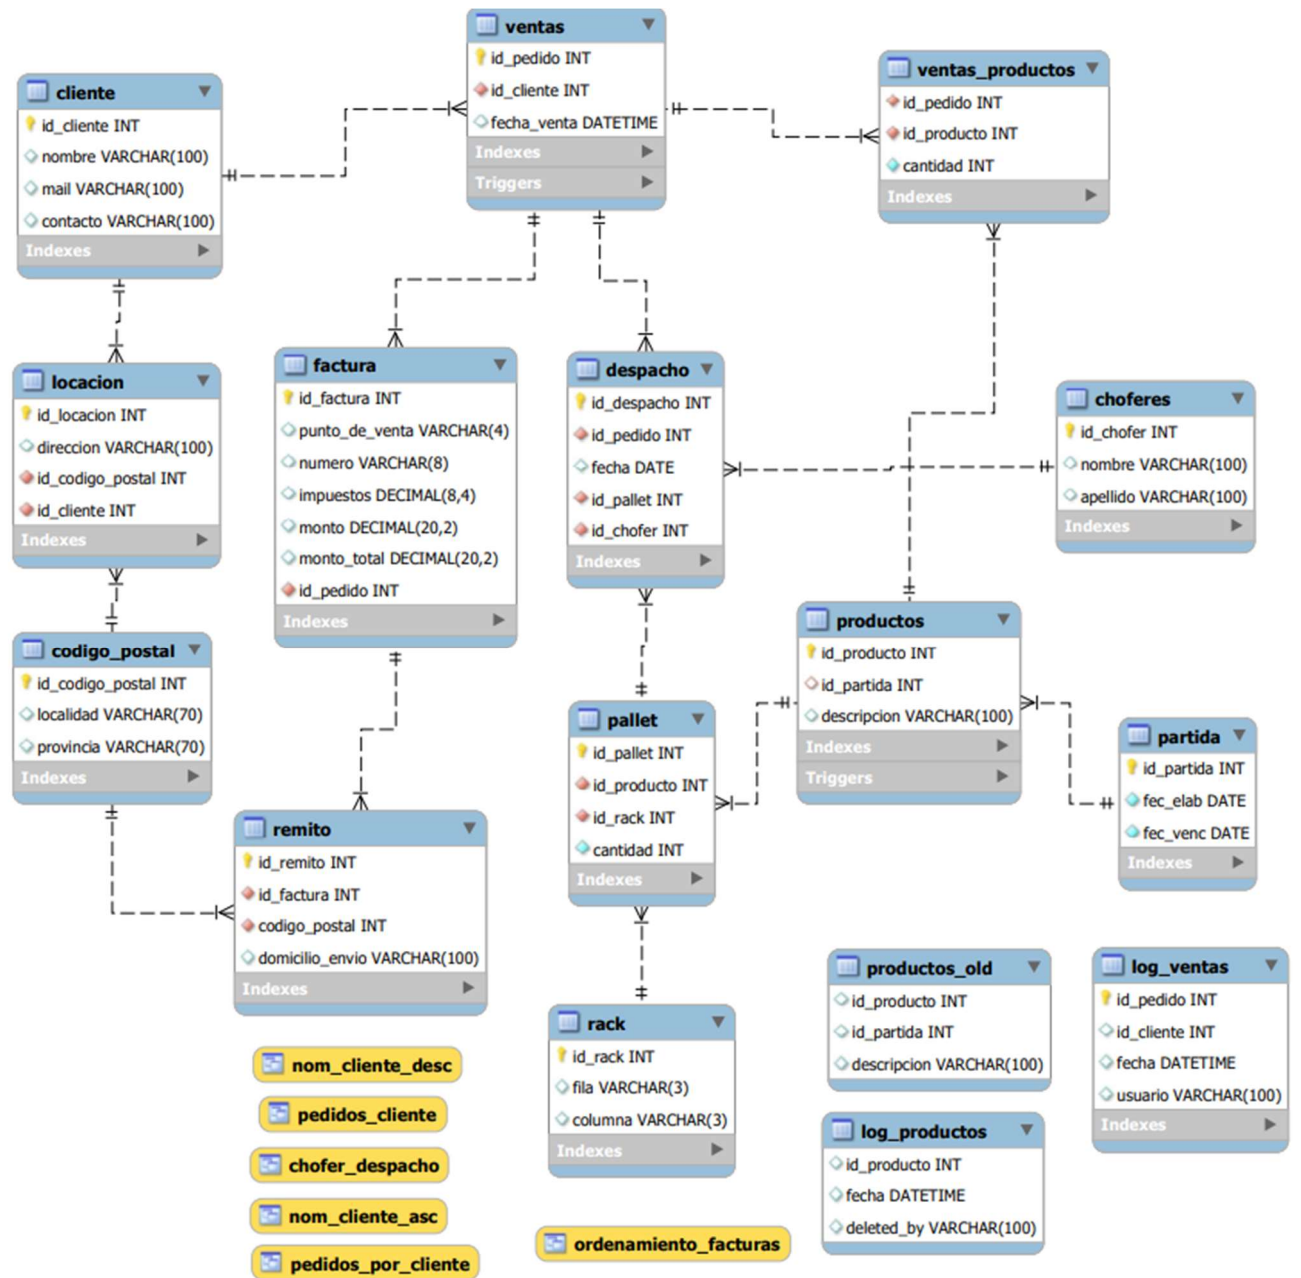 ventas
id_pedido INT
id_cliente INT
fecha_venta DATETIME
Indexes
Triggers
ventas_productos
id_pedido INT
id_producto INT
cantidad INT
Indexes
cliente
id_cliente INT
nombre VARCHAR(100)
mail VARCHAR(100)
contacto VARCHAR(100)
Indexes
locacion
id_locacion INT
direccion VARCHAR(100)
id_codigo_postal INT
id_cliente INT
Indexes
factura
id_factura INT
punto_de_venta VARCHAR(4)
numero VARCHAR(8)
impuestos DECIMAL(8,4)
monto DECIMAL(20,2)
monto_total DECIMAL(20,2)
id_pedido INT
Indexes
despacho
id_despacho INT
id_pedido INT
fecha DATE
id_pallet INT
id_chofer INT
Indexes
choferes
id_chofer INT
nombre VARCHAR(100)
apellido VARCHAR(100)
Indexes
codigo_postal
id_codigo_postal INT
localidad VARCHAR(70)
provincia VARCHAR(70)
Indexes
productos
id_producto INT
id_partida INT
descripcion VARCHAR(100)
Indexes
Triggers
pallet
id_pallet INT
id_producto INT
id_rack INT
cantidad INT
Indexes
partida
id_partida INT
fec_elab DATE
fec_venc DATE
Indexes
remito
id_remito INT
id_factura INT
codigo_postal INT
domicilio_envio VARCHAR(100)
Indexes
rack
id_rack INT
fila VARCHAR(3)
columna VARCHAR(3)
Indexes
productos_old
id_producto INT
id_partida INT
descripcion VARCHAR(100)
log_ventas
id_pedido INT
id_cliente INT
fecha DATETIME
usuario VARCHAR(100)
Indexes
log_productos
id_producto INT
fecha DATETIME
deleted_by VARCHAR(100)
nom_cliente_desc
pedidos_cliente
chofer_despacho
nom_cliente_asc
pedidos_por_cliente
ordenamiento_facturas